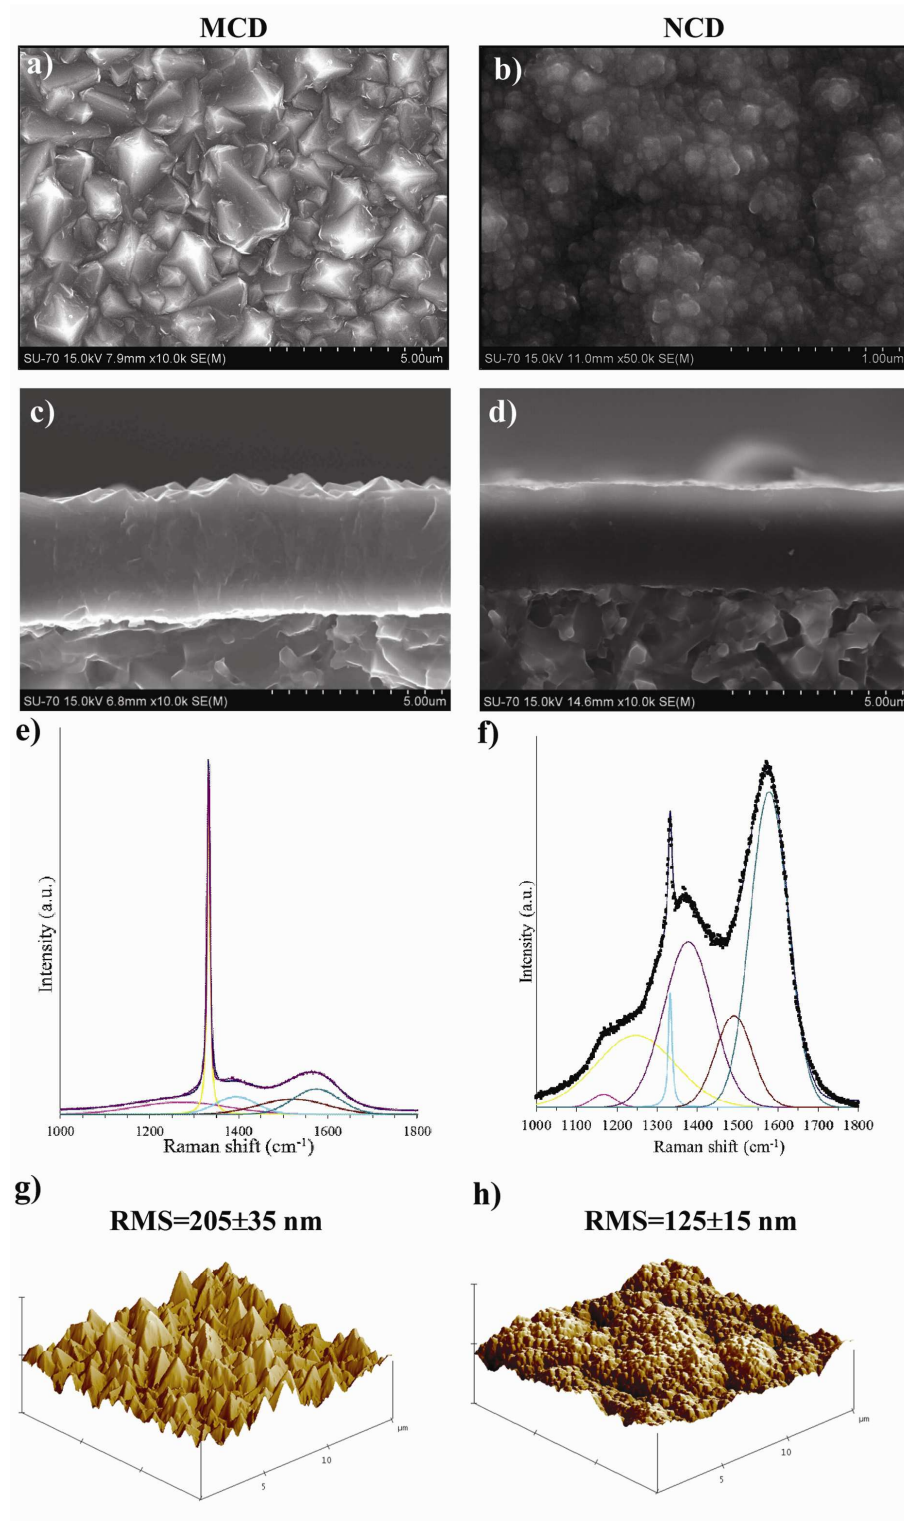 MCD NCD
a) b)
SU-70 15.0kV 7.9mm x10.0k SE(M) 5.00um
SU-70 15.0kV 11.0mm x50.0k SE(M) 1.00um
c) d)
SU-70 15.0kV 6.8mm x10.0k SE(M) 5.00um
SU-70 15.0kV 14.6mm x10.0k SE(M) 5.00um
e)
Intensity (a.u.)
1000 1200 1400 1600 1800
Raman shift (cm⁻¹)
f)
Intensity (a.u.)
1000 1100 1200 1300 1400 1500 1600 1700 1800
Raman shift (cm⁻¹)
g)
RMS=205±35 nm
5 10 μm
h)
RMS=125±15 nm
5 10 μm